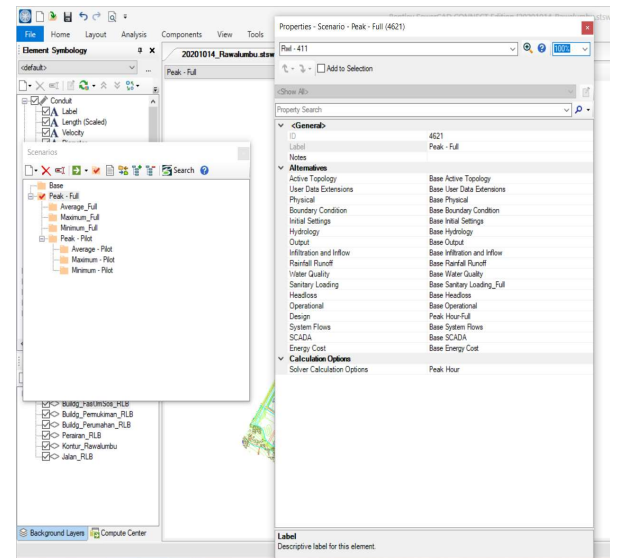 Properties - Scenario - Peak - Full (4621)
File Home Layout Analysis Components View Tools
Rwl - 411
100%
Element Symbology
20201014_Rawalumbu.stsw
<default>
Peak - Full
Add to Selection
<Show All>
Property Search
Conduit
Label
Length (Scaled)
Velocity
Scenarios
Search
Base
Peak - Full
Average_Full
Maximum_Full
Minimum_Full
Peak - Pilot
Average - Pilot
Maximum - Pilot
Minimum - Pilot
<General>
ID 4621
Label Peak - Full
Notes
Alternatives
Active Topology Base Active Topology
User Data Extensions Base User Data Extensions
Physical Base Physical
Boundary Condition Base Boundary Condition
Initial Settings Base Initial Settings
Hydrology Base Hydrology
Output Base Output
Infiltration and Inflow Base Infiltration and Inflow
Rainfall Runoff Base Rainfall Runoff
Water Quality Base Water Quality
Sanitary Loading Base Sanitary Loading_Full
Headloss Base Headloss
Operational Base Operational
Design Peak Hour-Full
System Flows Base System Flows
SCADA Base SCADA
Energy Cost Base Energy Cost
Calculation Options
Solver Calculation Options Peak Hour
Buildg_FasUmSos_RLB
Buildg_Pemukiman_RLB
Buildg_Perumahan_RLB
Perairan_RLB
Kontur_Rawalumbu
Jalan_RLB
Background Layers Compute Center
Label
Descriptive label for this element.